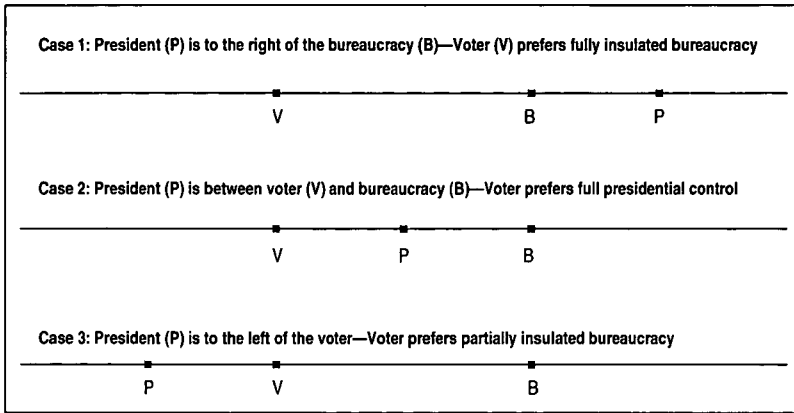 Case 1: President (P) is to the right of the bureaucracy (B)—Voter (V) prefers fully insulated bureaucracy
V B P
Case 2: President (P) is between voter (V) and bureaucracy (B)—Voter prefers full presidential control
V P B
Case 3: President (P) is to the left of the voter—Voter prefers partially insulated bureaucracy
P V B